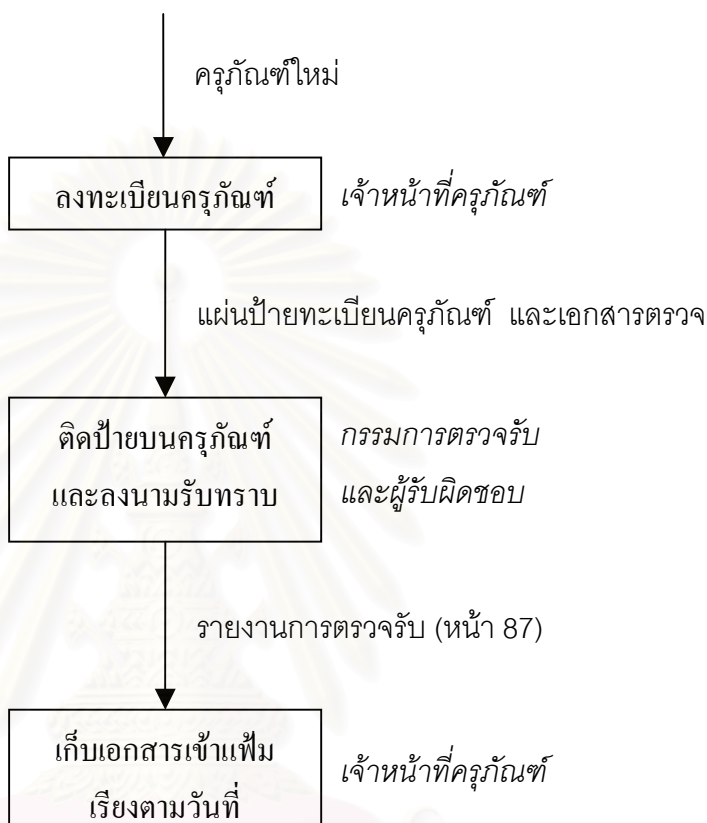 ครุภัณฑ์ใหม่
ลงทะเบียนครุภัณฑ์
เจ้าหน้าที่ครุภัณฑ์
แผ่นป้ายทะเบียนครุภัณฑ์ และเอกสารตรวจ
ติดป้ายบนครุภัณฑ์
และลงนามรับทราบ
กรรมการตรวจรับ
และผู้รับผิดชอบ
รายงานการตรวจรับ (หน้า 87)
เก็บเอกสารเข้าแฟ้ม
เรียงตามวันที่
เจ้าหน้าที่ครุภัณฑ์